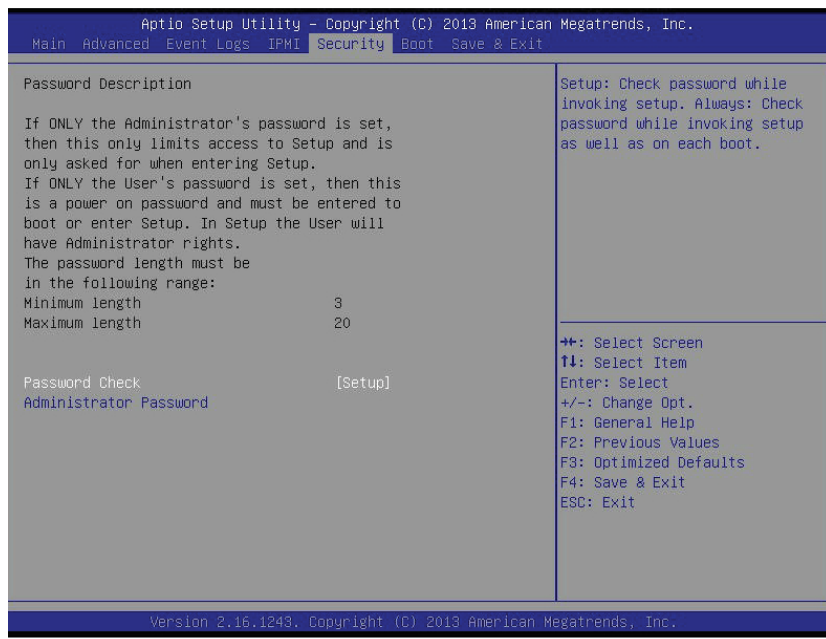 Aptio Setup Utility – Copyright (C) 2013 American Megatrends, Inc.
Main Advanced Event Logs IPMI Security Boot Save & Exit
Password Description
If ONLY the Administrator's password is set,
then this only limits access to Setup and is
only asked for when entering Setup.
If ONLY the User's password is set, then this
is a power on password and must be entered to
boot or enter Setup. In Setup the User will
have Administrator rights.
The password length must be
in the following range:
Minimum length 3
Maximum length 20
Password Check [Setup]
Administrator Password
Setup: Check password while
invoking setup. Always: Check
password while invoking setup
as well as on each boot.
→←: Select Screen
↑↓: Select Item
Enter: Select
+/-: Change Opt.
F1: General Help
F2: Previous Values
F3: Optimized Defaults
F4: Save & Exit
ESC: Exit
Version 2.16.1243. Copyright (C) 2013 American Megatrends, Inc.